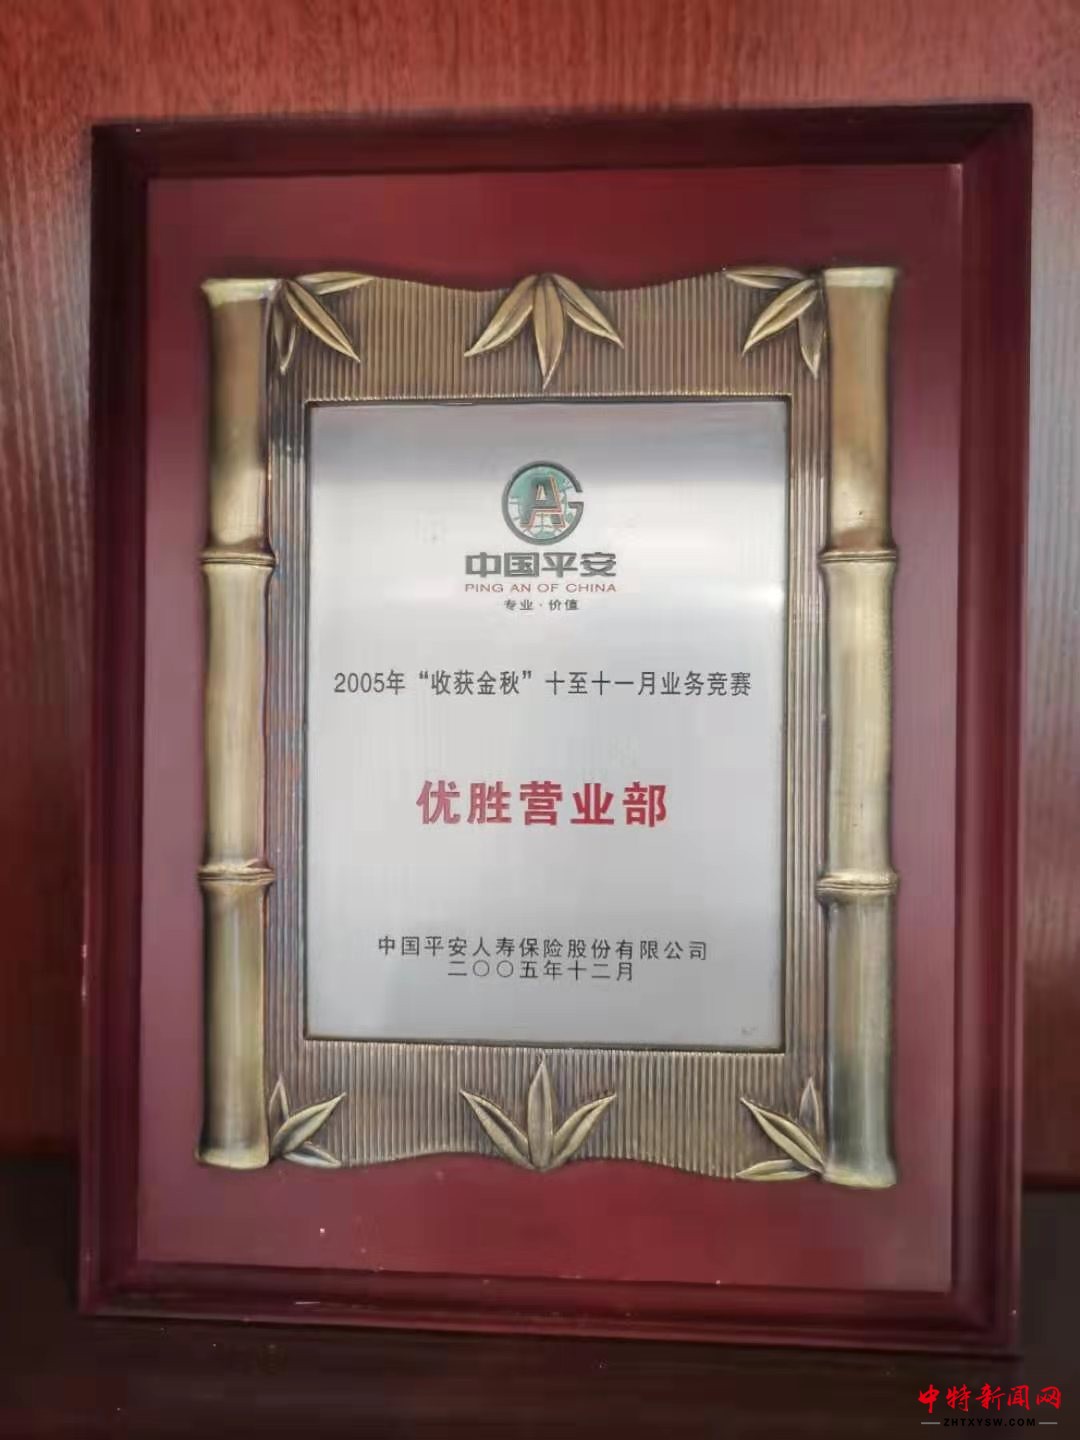 AG
中国平安
PING AN OF CHINA
专业·价值
2005年“收获金秋”十至十一月业务竞赛
优胜营业部
中国平安人寿保险股份有限公司
二〇〇五年十二月
中特新闻网
ZHTXYSW.COM